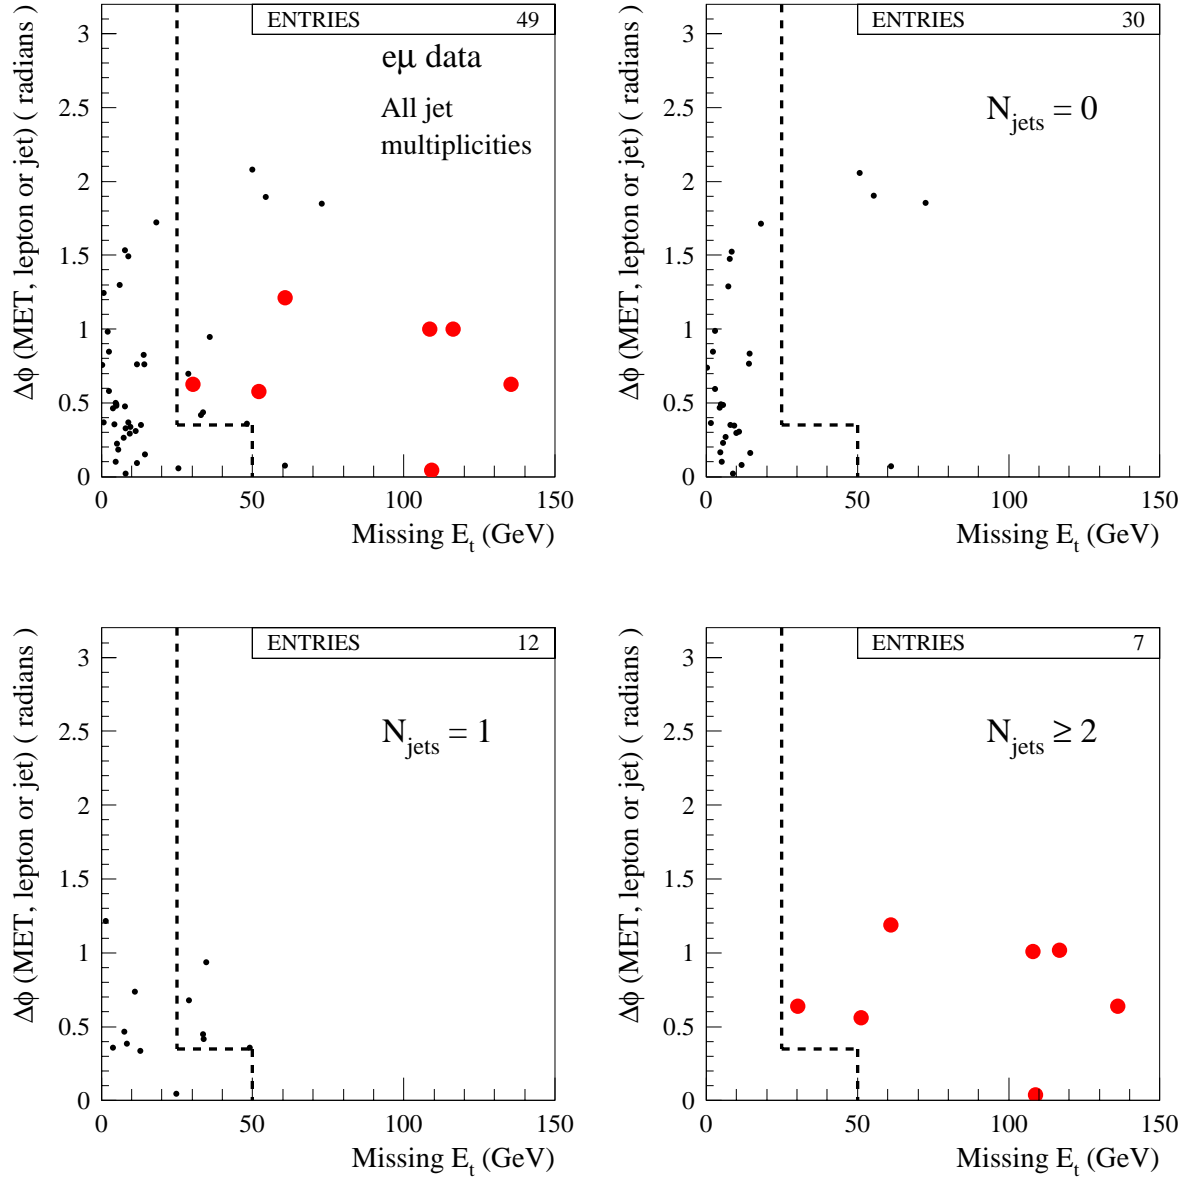 ENTRIES 49
eμ data
All jet
multiplicities
Δϕ (MET, lepton or jet) ( radians )
3
2.5
2
1.5
1
0.5
0
0 50 100 150
Missing E_t (GeV)
ENTRIES 30
N_jets = 0
Δϕ (MET, lepton or jet) ( radians )
3
2.5
2
1.5
1
0.5
0
0 50 100 150
Missing E_t (GeV)
ENTRIES 12
N_jets = 1
Δϕ (MET, lepton or jet) ( radians )
3
2.5
2
1.5
1
0.5
0
0 50 100 150
Missing E_t (GeV)
ENTRIES 7
N_jets ≥ 2
Δϕ (MET, lepton or jet) ( radians )
3
2.5
2
1.5
1
0.5
0
0 50 100 150
Missing E_t (GeV)